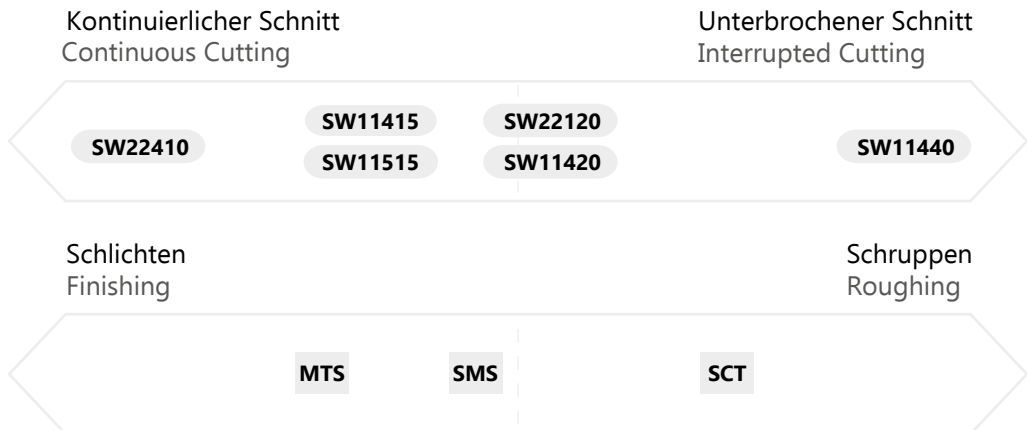 Kontinuierlicher Schnitt
Continuous Cutting
Unterbrochener Schnitt
Interrupted Cutting
SW22410
SW11415
SW11515
SW22120
SW11420
SW11440
Schlichten
Finishing
Schruppen
Roughing
MTS
SMS
SCT